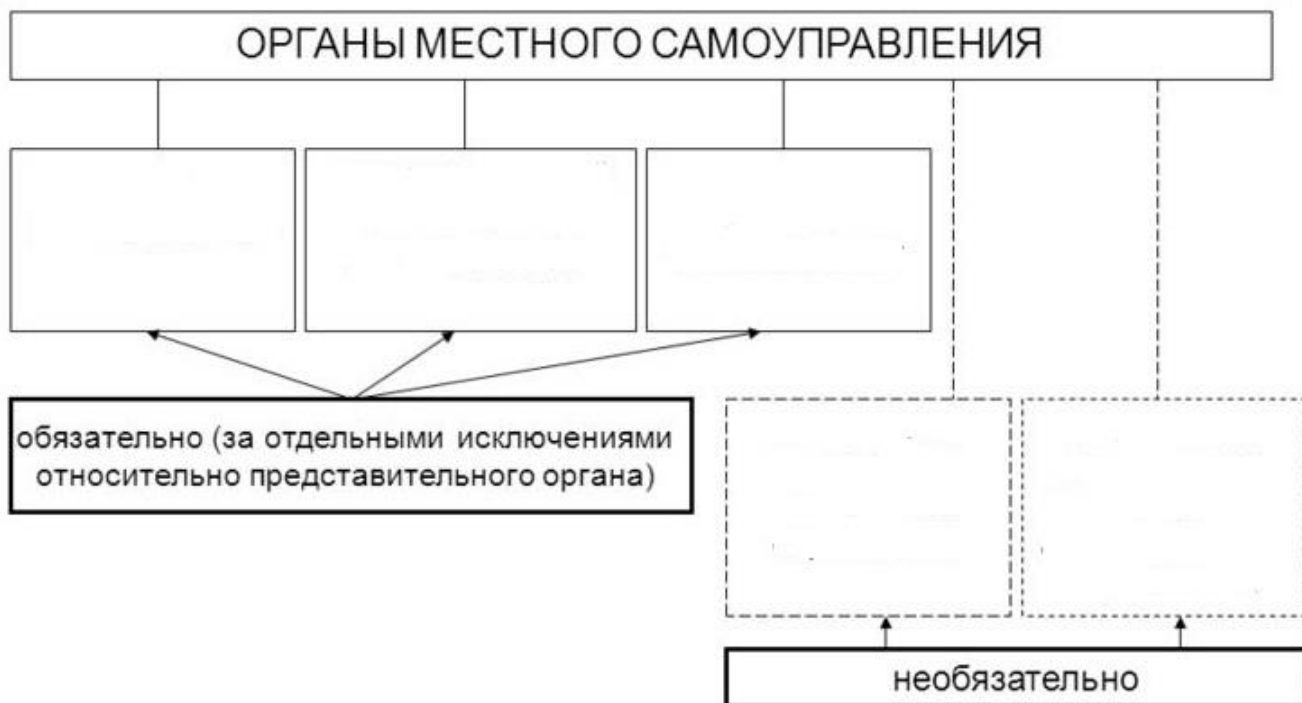 ОРГАНЫ МЕСТНОГО САМОУПРАВЛЕНИЯ
обязательно (за отдельными исключениями
относительно представительного органа)
необязательно